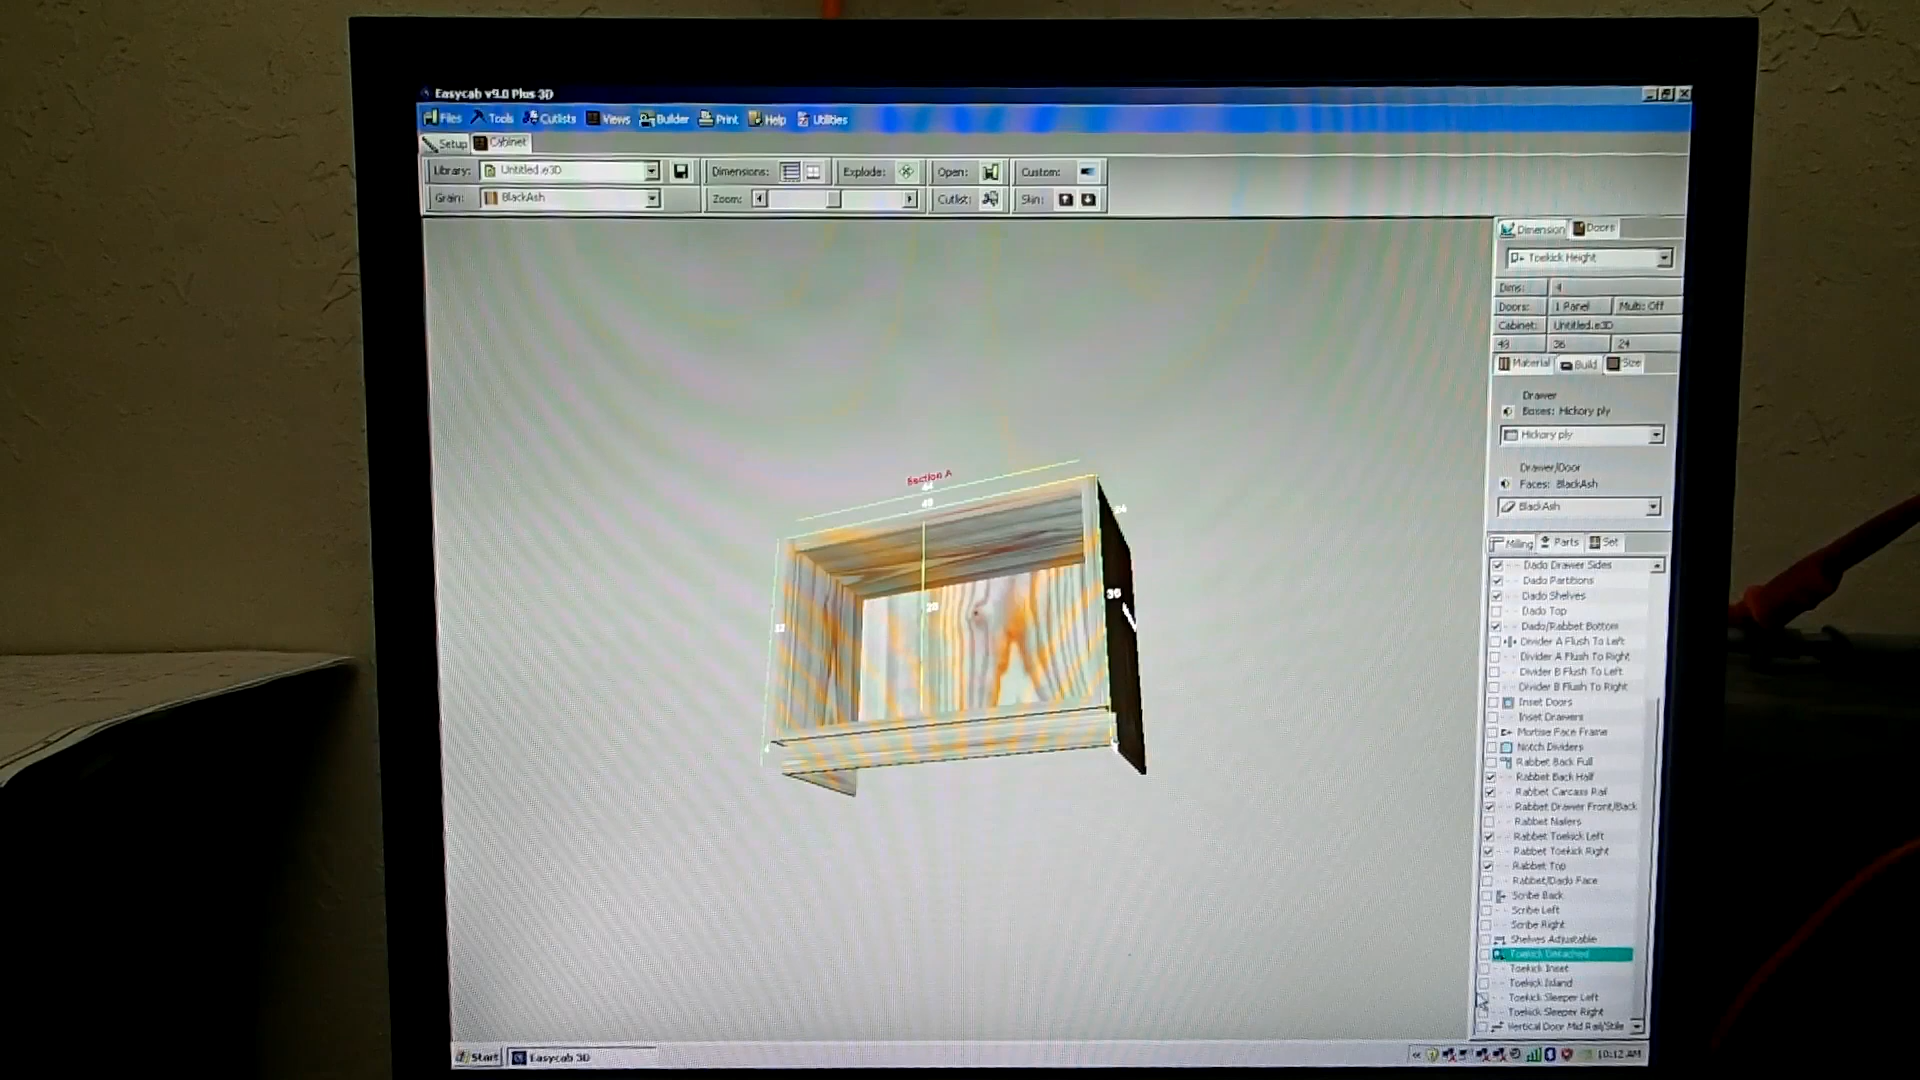 Easycab v9.0 Plus 3D
Files Tools Cutlists Views Builder Print Help Utilities
Setup Cabinet
Library: Untitled.e3D Dimensions: Explode: Open: Custom:
Grain: BlackAsh Zoom: Cutlist: Skin:
Dimension Doors
Toekick Height
Dims: 4
Doors: 1 Panel Multi: Off
Cabinet: Untitled.e3D
48 36 24
Material Build Size
Drawer
Boxes: Hickory ply
Hickory ply
Drawer/Door
Faces: BlackAsh
BlackAsh
Section A
48
24
36
28
32
4
Milling Parts Set
Dado Drawer Sides
Dado Partitions
Dado Shelves
Dado Top
Dado/Rabbet Bottom
Divider A Flush To Left
Divider A Flush To Right
Divider B Flush To Left
Divider B Flush To Right
Inset Doors
Inset Drawers
Mortise Face Frame
Notch Dividers
Rabbet Back Full
Rabbet Back Half
Rabbet Carcass Rail
Rabbet Drawer Front/Back
Rabbet Nailers
Rabbet Toekick Left
Rabbet Toekick Right
Rabbet Top
Rabbet/Dado Face
Scribe Back
Scribe Left
Scribe Right
Shelves Adjustable
Toekick Detached
Toekick Inset
Toekick Island
Toekick Sleeper Left
Toekick Sleeper Right
Vertical Door Mid Rail/Stile
Start Easycab 3D 10:12 AM